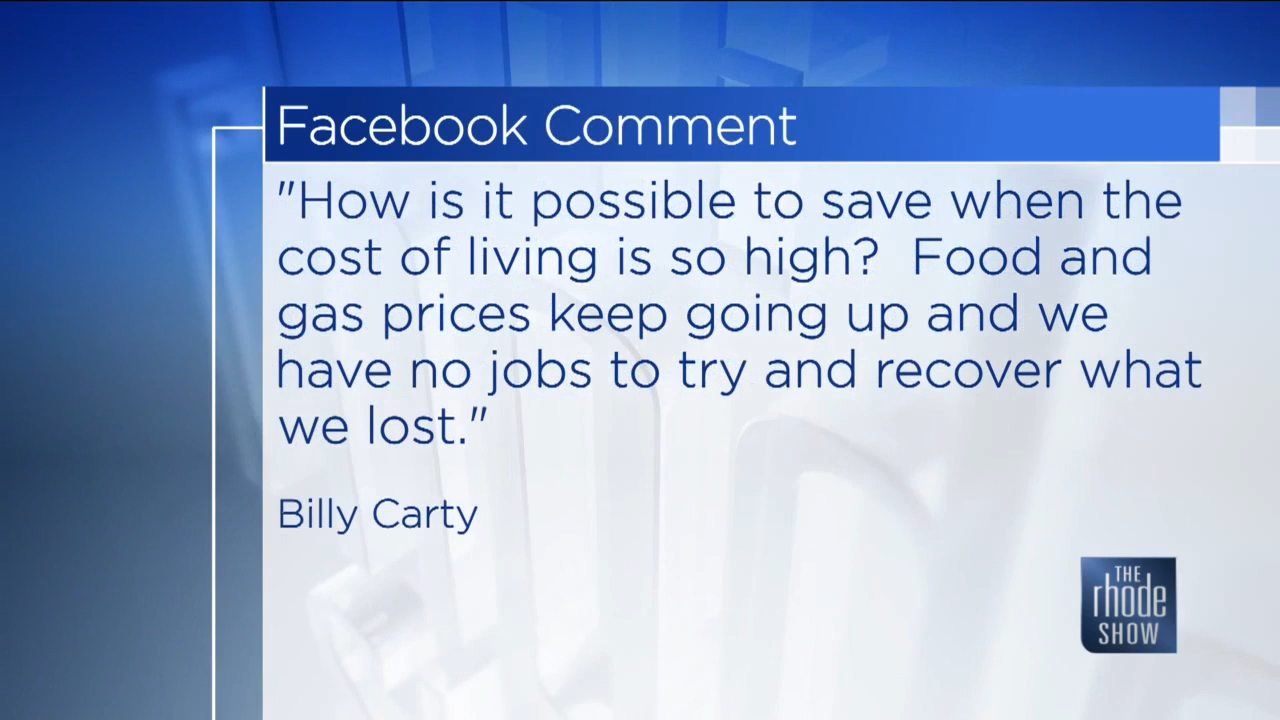 Facebook Comment
"How is it possible to save when the
cost of living is so high?  Food and
gas prices keep going up and we
have no jobs to try and recover what
we lost."
Billy Carty
THE
rhode
SHOW